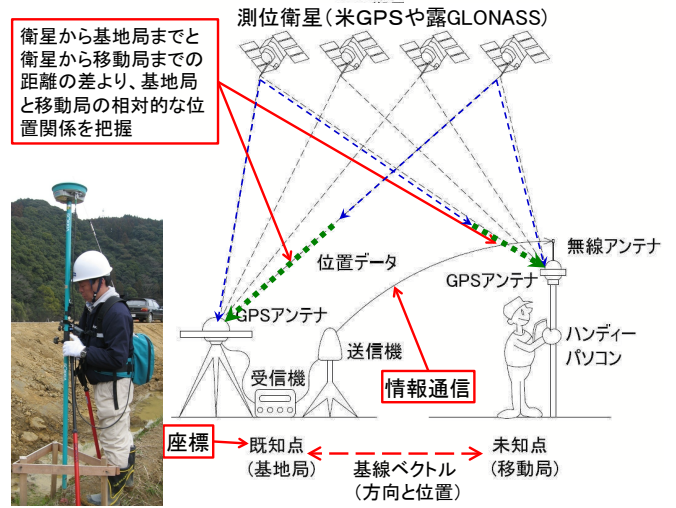 測位衛星(米GPSや露GLONASS)
衛星から基地局までと
衛星から移動局までの
距離の差より、基地局
と移動局の相対的な位
置関係を把握
無線アンテナ
位置データ
GPSアンテナ
GPSアンテナ
送信機
受信機
ハンディー
パソコン
情報通信
座標
既知点
(基地局)
基線ベクトル
(方向と位置)
未知点
(移動局)